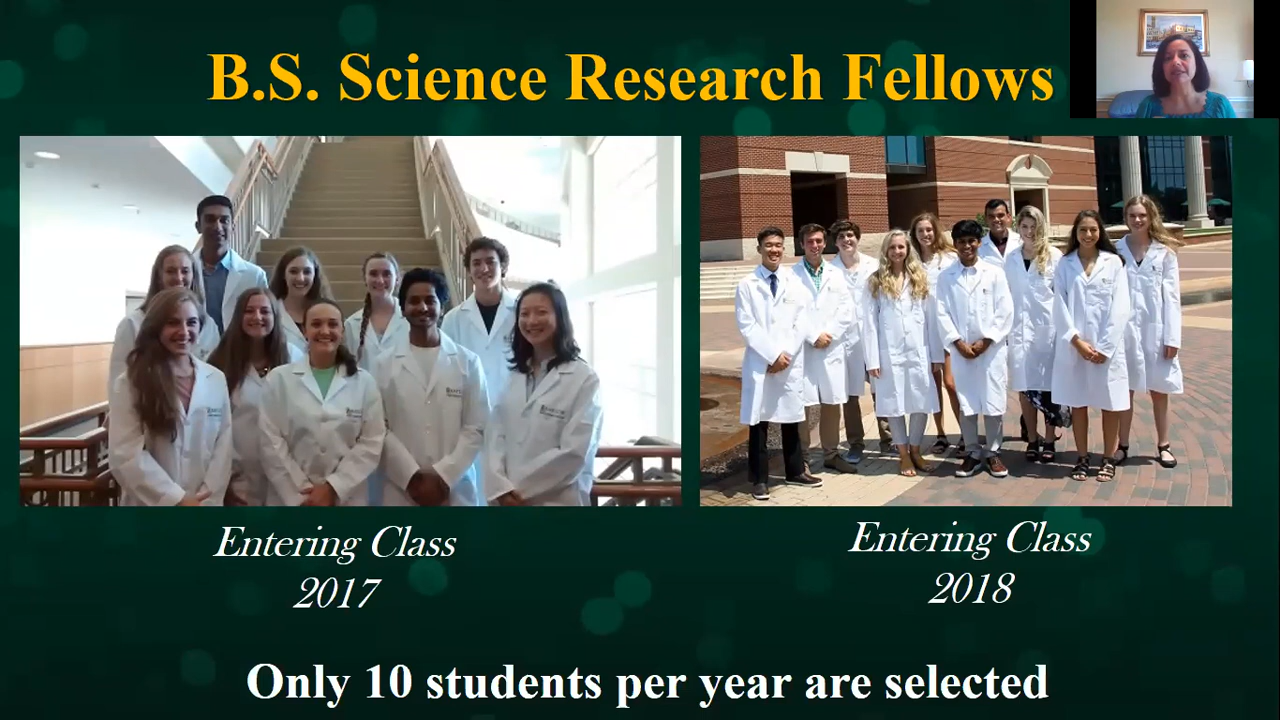 B.S. Science Research Fellows
Entering Class
2017
Entering Class
2018
Only 10 students per year are selected